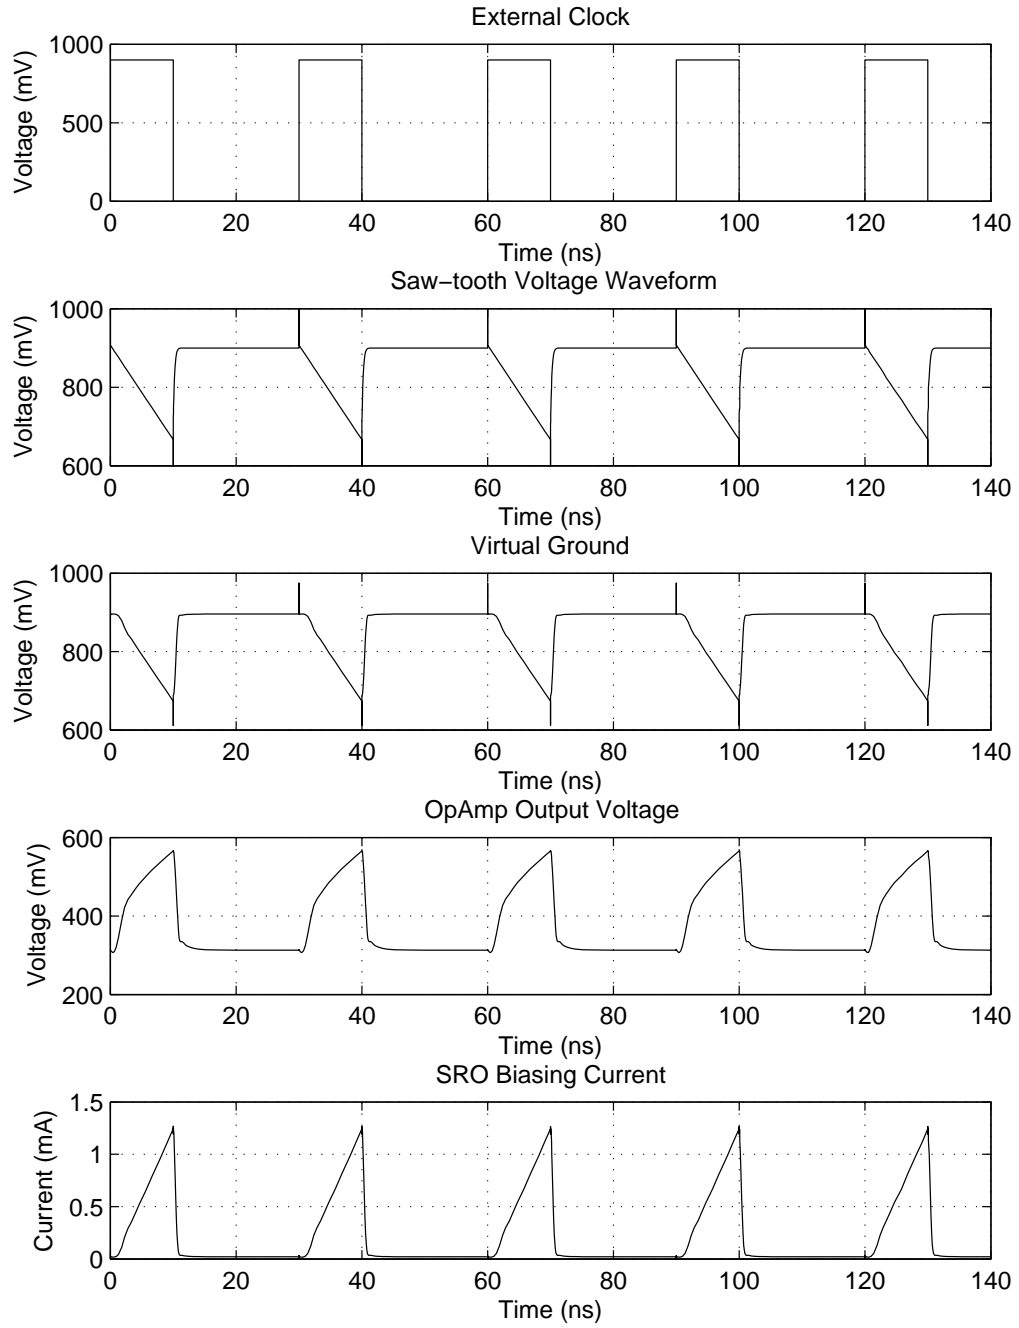 External Clock
Voltage (mV)
1000
500
0
0 20 40 60 80 100 120 140
Time (ns)
Saw−tooth Voltage Waveform
Voltage (mV)
1000
800
600
0 20 40 60 80 100 120 140
Time (ns)
Virtual Ground
Voltage (mV)
1000
800
600
0 20 40 60 80 100 120 140
Time (ns)
OpAmp Output Voltage
Voltage (mV)
600
400
200
0 20 40 60 80 100 120 140
Time (ns)
SRO Biasing Current
Current (mA)
1.5
1
0.5
0
0 20 40 60 80 100 120 140
Time (ns)